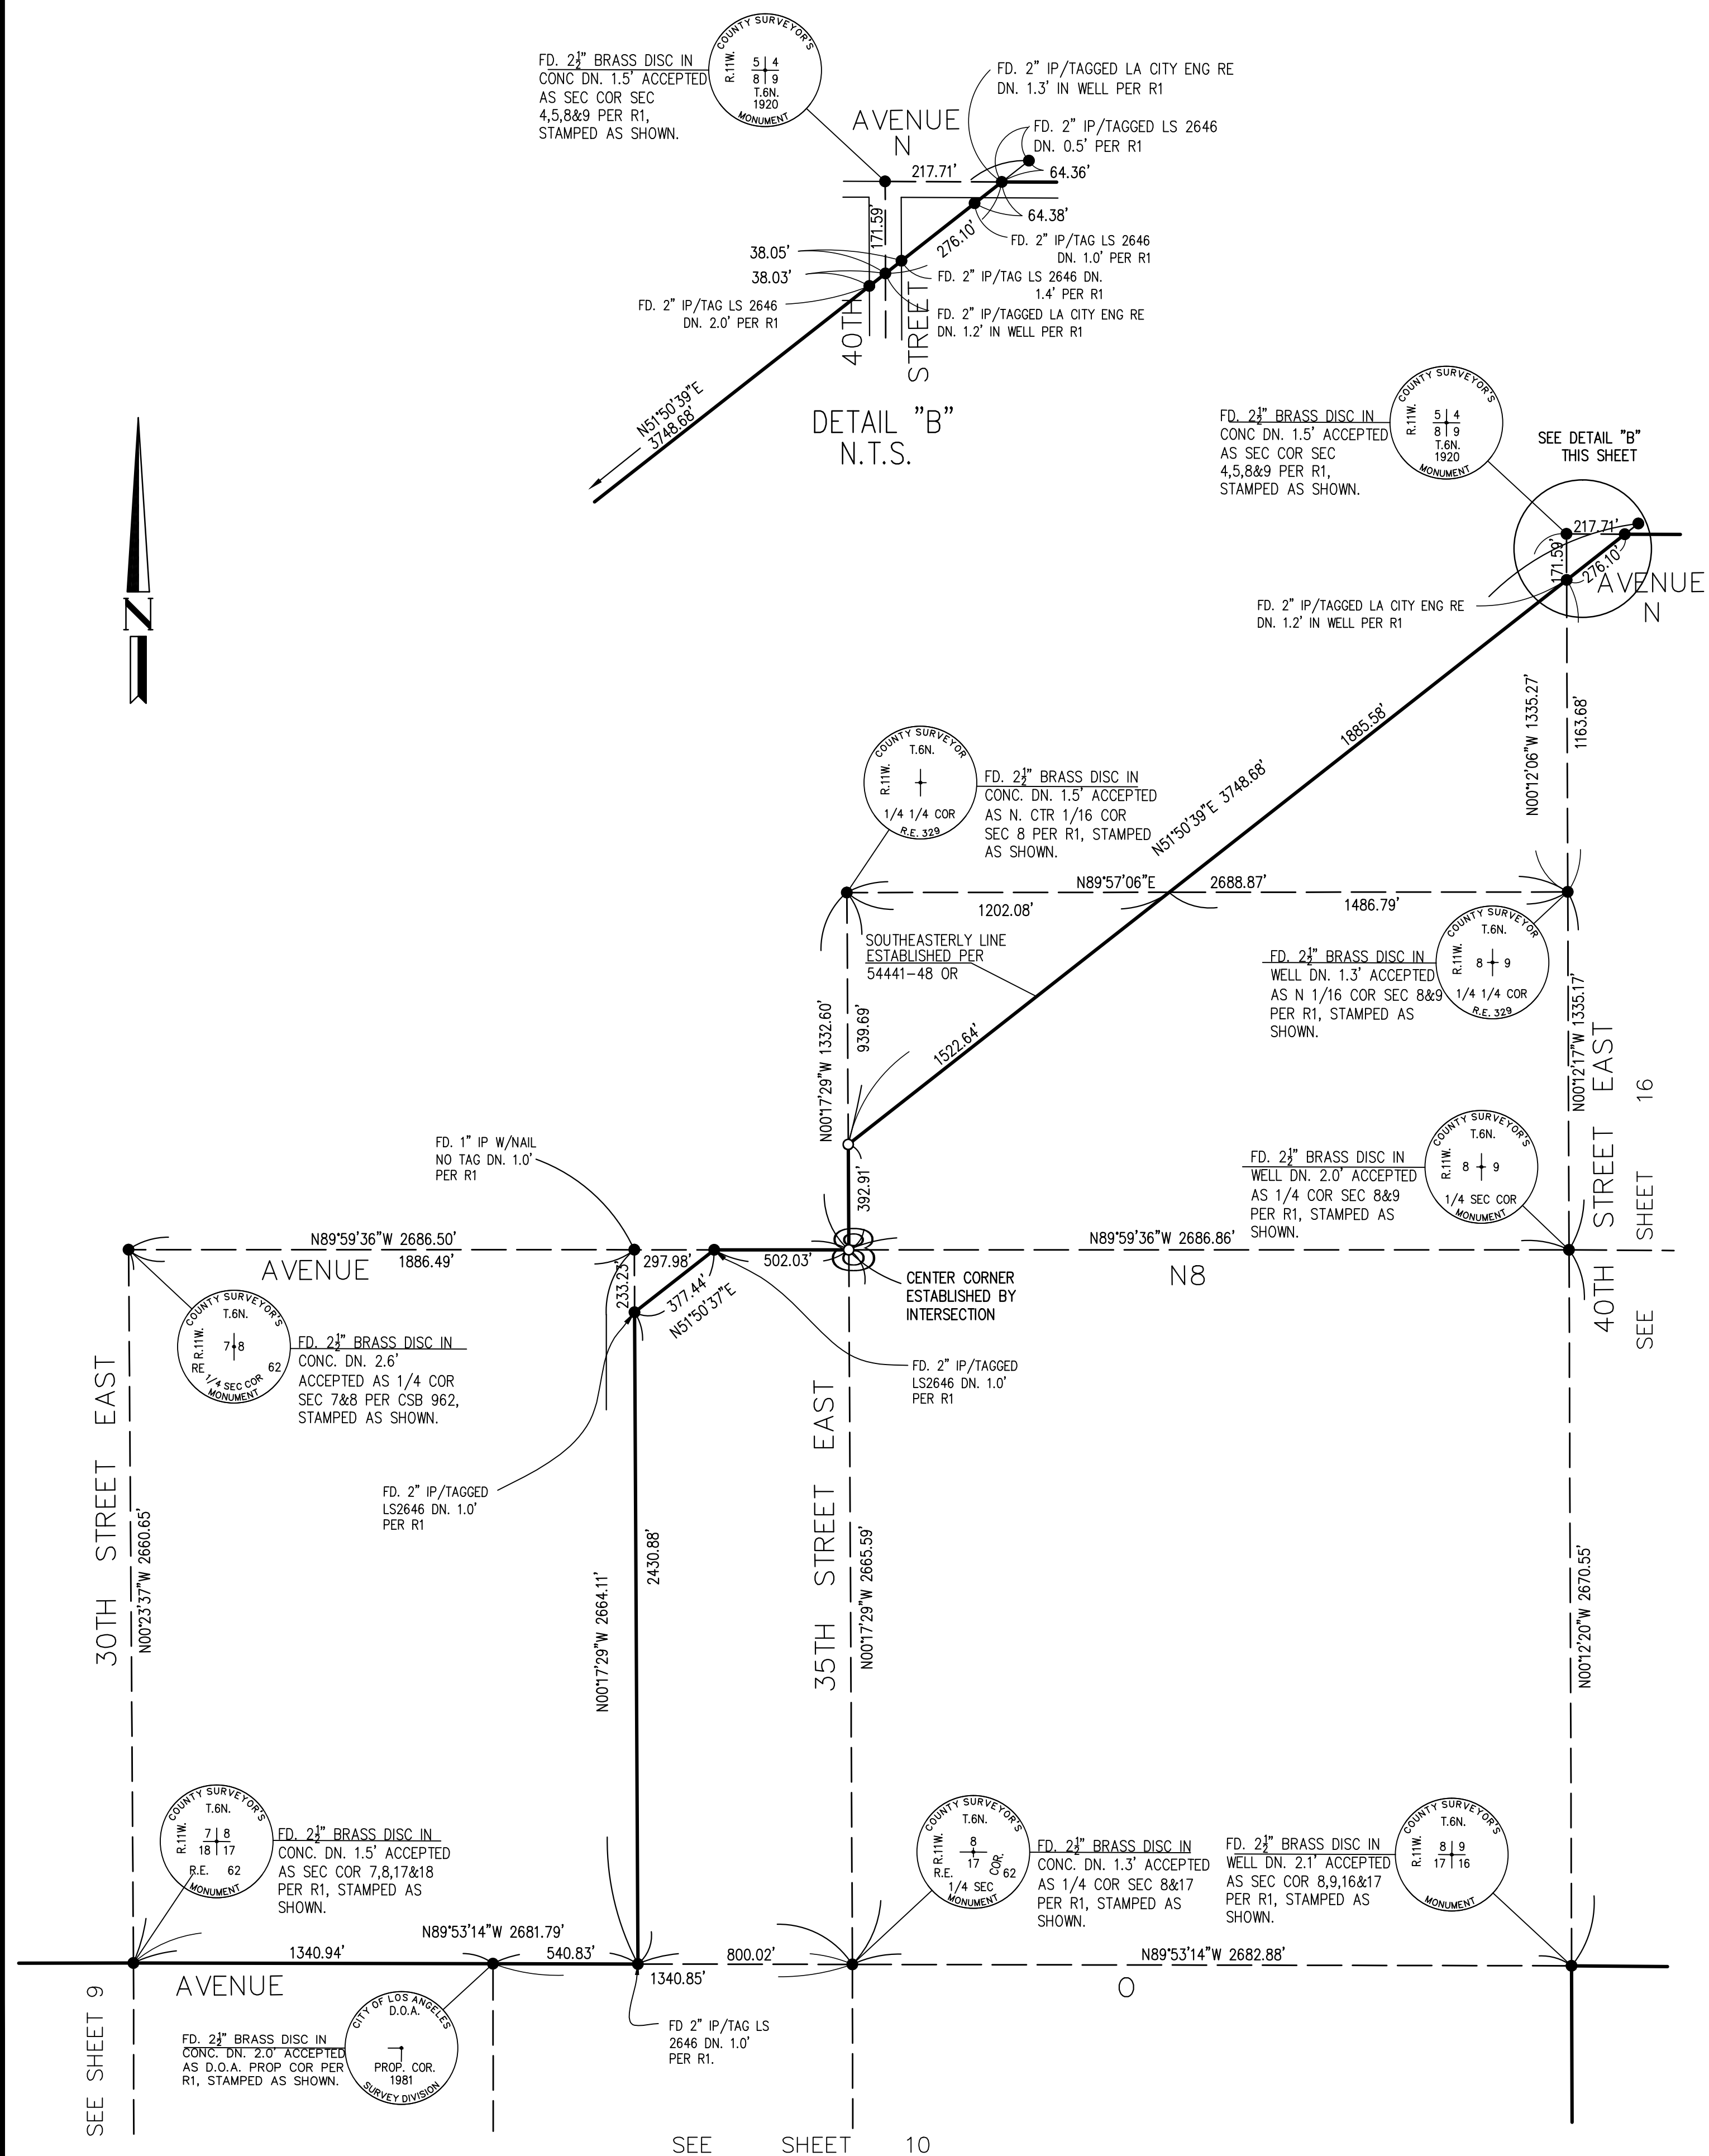 COUNTY SURVEYOR'S
R.11W.
5 4
8 9
T.6N.
1920
MONUMENT
FD. 2½" BRASS DISC IN
CONC DN. 1.5' ACCEPTED
AS SEC COR SEC
4,5,8&9 PER R1,
STAMPED AS SHOWN.
AVENUE
N
FD. 2" IP/TAGGED LA CITY ENG RE
DN. 1.3' IN WELL PER R1
FD. 2" IP/TAGGED LS 2646
DN. 0.5' PER R1
217.71'
64.36'
171.59'
276.10'
64.38'
FD. 2" IP/TAG LS 2646
DN. 1.0' PER R1
38.05'
38.03'
FD. 2" IP/TAG LS 2646 DN.
1.4' PER R1
FD. 2" IP/TAG LS 2646
DN. 2.0' PER R1
FD. 2" IP/TAGGED LA CITY ENG RE
DN. 1.2' IN WELL PER R1
40TH
STREET
N51°50'39"E
3748.68'
DETAIL "B"
N.T.S.
N
COUNTY SURVEYOR'S
R.11W.
5 4
8 9
T.6N.
1920
MONUMENT
FD. 2½" BRASS DISC IN
CONC DN. 1.5' ACCEPTED
AS SEC COR SEC
4,5,8&9 PER R1,
STAMPED AS SHOWN.
SEE DETAIL "B"
THIS SHEET
217.71'
171.59'
276.10'
AVENUE
N
FD. 2" IP/TAGGED LA CITY ENG RE
DN. 1.2' IN WELL PER R1
N00°12'06"W 1335.27'
1163.68'
1885.58'
N51°50'39"E 3748.68'
COUNTY SURVEYOR
T.6N.
R.11W.
1/4 1/4 COR
R.E. 329
FD. 2½" BRASS DISC IN
CONC. DN. 1.5' ACCEPTED
AS N. CTR 1/16 COR
SEC 8 PER R1, STAMPED
AS SHOWN.
N89°57'06"E 2688.87'
1202.08'
1486.79'
SOUTHEASTERLY LINE
ESTABLISHED PER
54441-48 OR
COUNTY SURVEYOR
T.6N.
R.11W.
8 9
1/4 1/4 COR
R.E. 329
FD. 2½" BRASS DISC IN
WELL DN. 1.3' ACCEPTED
AS N 1/16 COR SEC 8&9
PER R1, STAMPED AS
SHOWN.
N00°17'29"W 1332.60'
939.69'
1522.64'
N00°12'17"W 1335.17'
40TH STREET EAST
SEE SHEET 16
FD. 1" IP W/NAIL
NO TAG DN. 1.0'
PER R1
392.91'
COUNTY SURVEYOR'S
T.6N.
R.11W.
8 9
1/4 SEC COR
MONUMENT
FD. 2½" BRASS DISC IN
WELL DN. 2.0' ACCEPTED
AS 1/4 COR SEC 8&9
PER R1, STAMPED AS
SHOWN.
N89°59'36"W 2686.50'
1886.49'
297.98'
502.03'
N89°59'36"W 2686.86'
AVENUE
N8
233.23'
377.44'
N51°50'37"E
CENTER CORNER
ESTABLISHED BY
INTERSECTION
COUNTY SURVEYOR'S
T.6N.
R.11W.
7 8
RE 62
1/4 SEC COR
MONUMENT
FD. 2½" BRASS DISC IN
CONC. DN. 2.6'
ACCEPTED AS 1/4 COR
SEC 7&8 PER CSB 962,
STAMPED AS SHOWN.
FD. 2" IP/TAGGED
LS2646 DN. 1.0'
PER R1
FD. 2" IP/TAGGED
LS2646 DN. 1.0'
PER R1
30TH STREET EAST
N00°23'37"W 2660.65'
N00°17'29"W 2664.11'
2430.88'
35TH STREET EAST
N00°17'29"W 2665.59'
N00°12'20"W 2670.55'
COUNTY SURVEYOR'S
T.6N.
R.11W.
7 8
18 17
R.E. 62
MONUMENT
FD. 2½" BRASS DISC IN
CONC. DN. 1.5' ACCEPTED
AS SEC COR 7,8,17&18
PER R1, STAMPED AS
SHOWN.
COUNTY SURVEYOR'S
T.6N.
R.11W.
8
17
R.E. 62
COR.
1/4 SEC
MONUMENT
FD. 2½" BRASS DISC IN
CONC. DN. 1.3' ACCEPTED
AS 1/4 COR SEC 8&17
PER R1, STAMPED AS
SHOWN.
FD. 2½" BRASS DISC IN
WELL DN. 2.1' ACCEPTED
AS SEC COR 8,9,16&17
PER R1, STAMPED AS
SHOWN.
COUNTY SURVEYOR'S
T.6N.
R.11W.
8 9
17 16
MONUMENT
N89°53'14"W 2681.79'
1340.94'
540.83'
800.02'
1340.85'
N89°53'14"W 2682.88'
AVENUE
O
SEE SHEET 9
FD. 2½" BRASS DISC IN
CONC. DN. 2.0' ACCEPTED
AS D.O.A. PROP COR PER
R1, STAMPED AS SHOWN.
CITY OF LOS ANGELES
D.O.A.
PROP. COR.
1981
SURVEY DIVISION
FD 2" IP/TAG LS
2646 DN. 1.0'
PER R1.
SEE SHEET 10